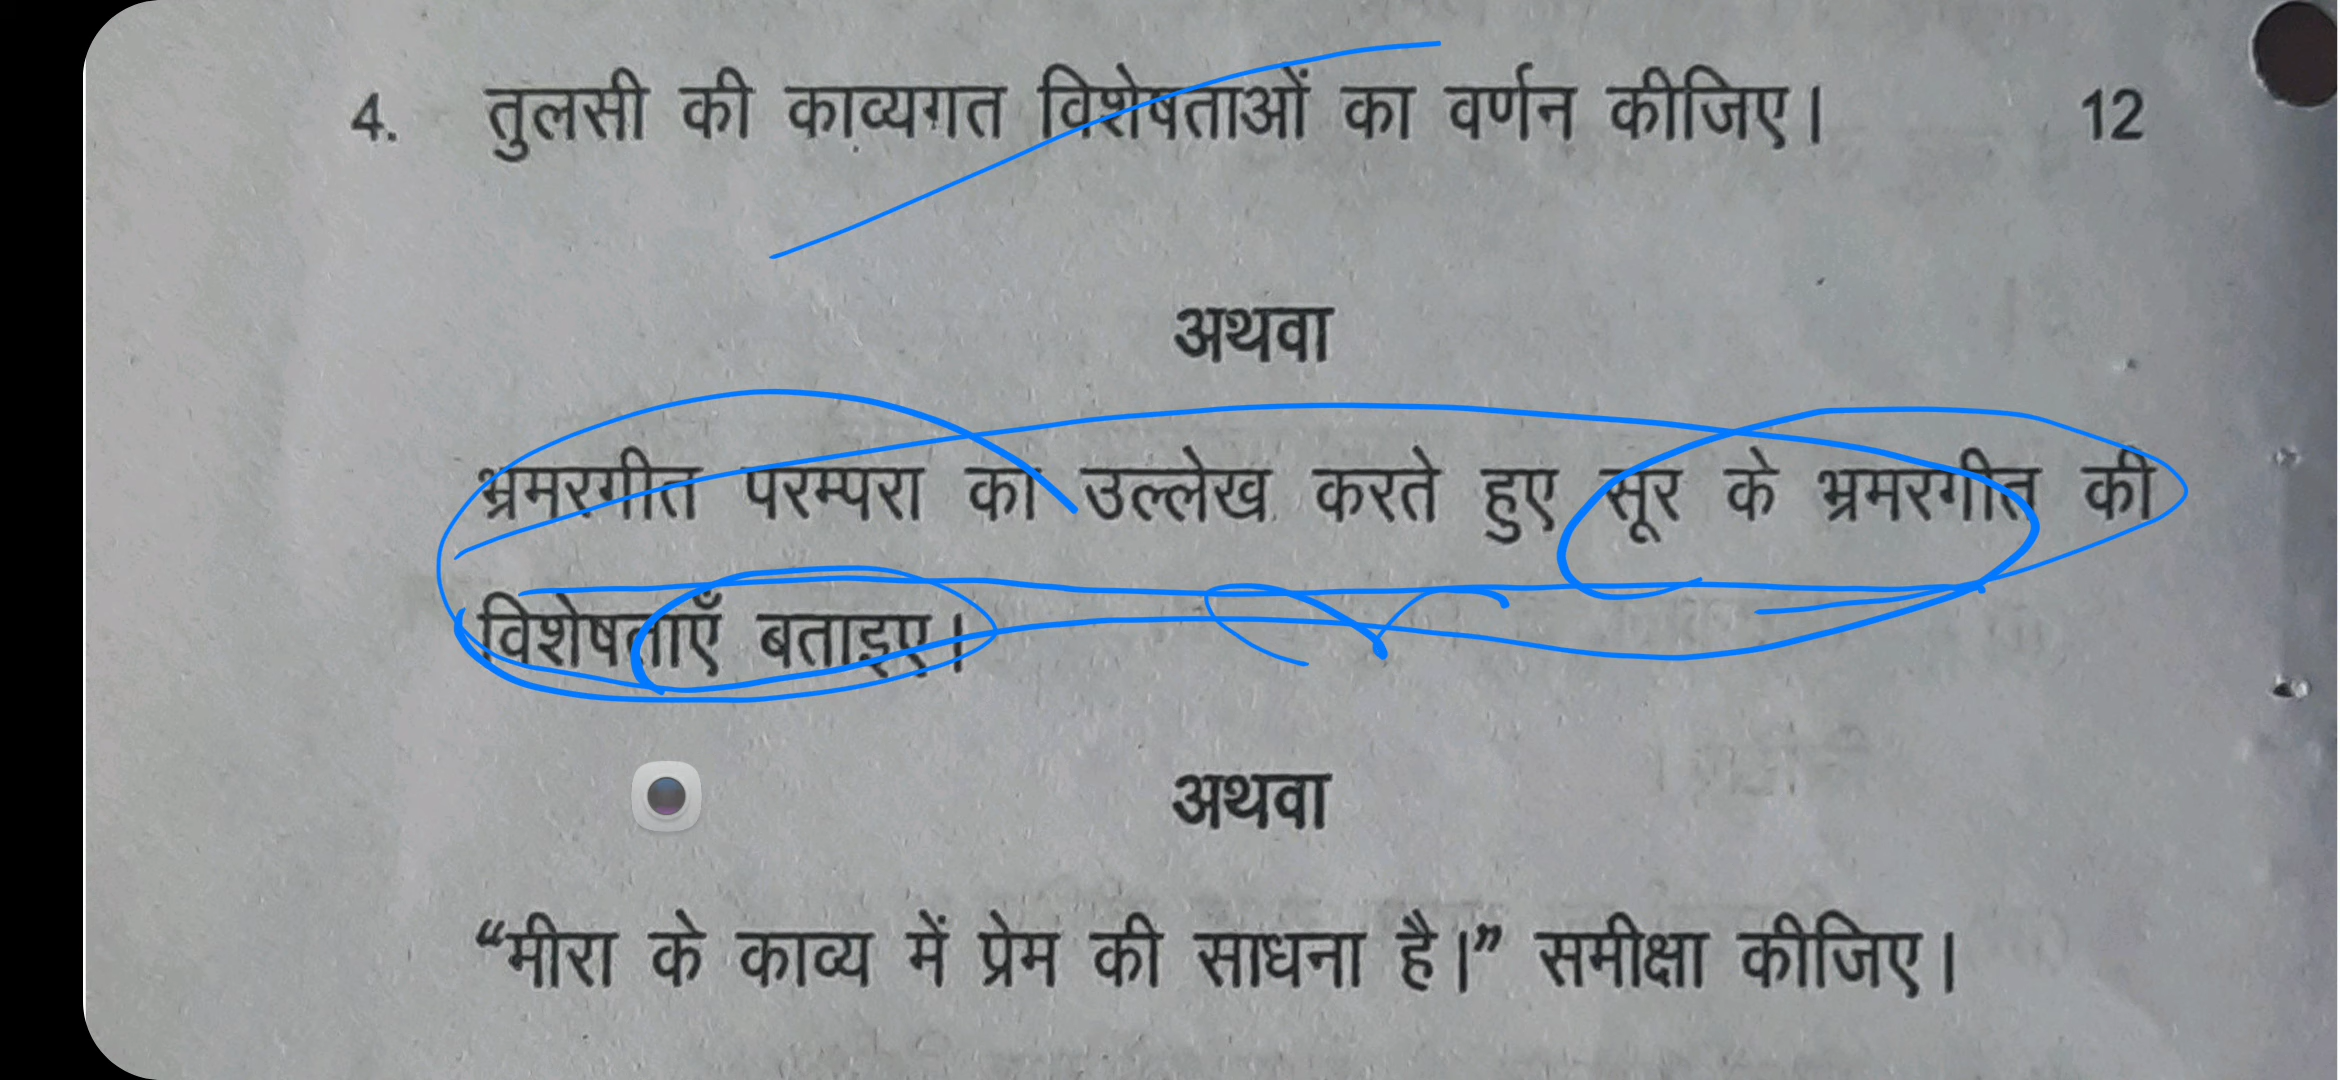 4. तुलसी की काव्यगत विशेषताओं का वर्णन कीजिए। 12
अथवा
भ्रमरगीत परम्परा का उल्लेख करते हुए सूर के भ्रमरगीत की
विशेषताएँ बताइए।
अथवा
“मीरा के काव्य में प्रेम की साधना है।” समीक्षा कीजिए।